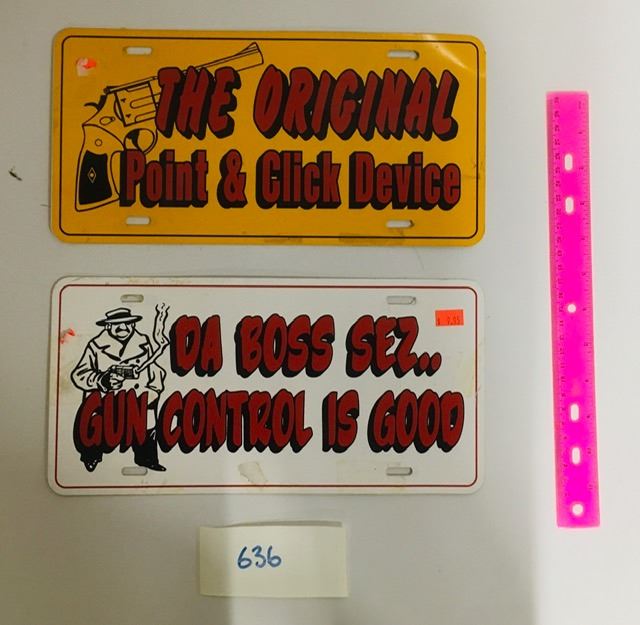 THE ORIGINAL
Point & Click Device
DA BOSS SEZ..
GUN CONTROL IS GOOD
636